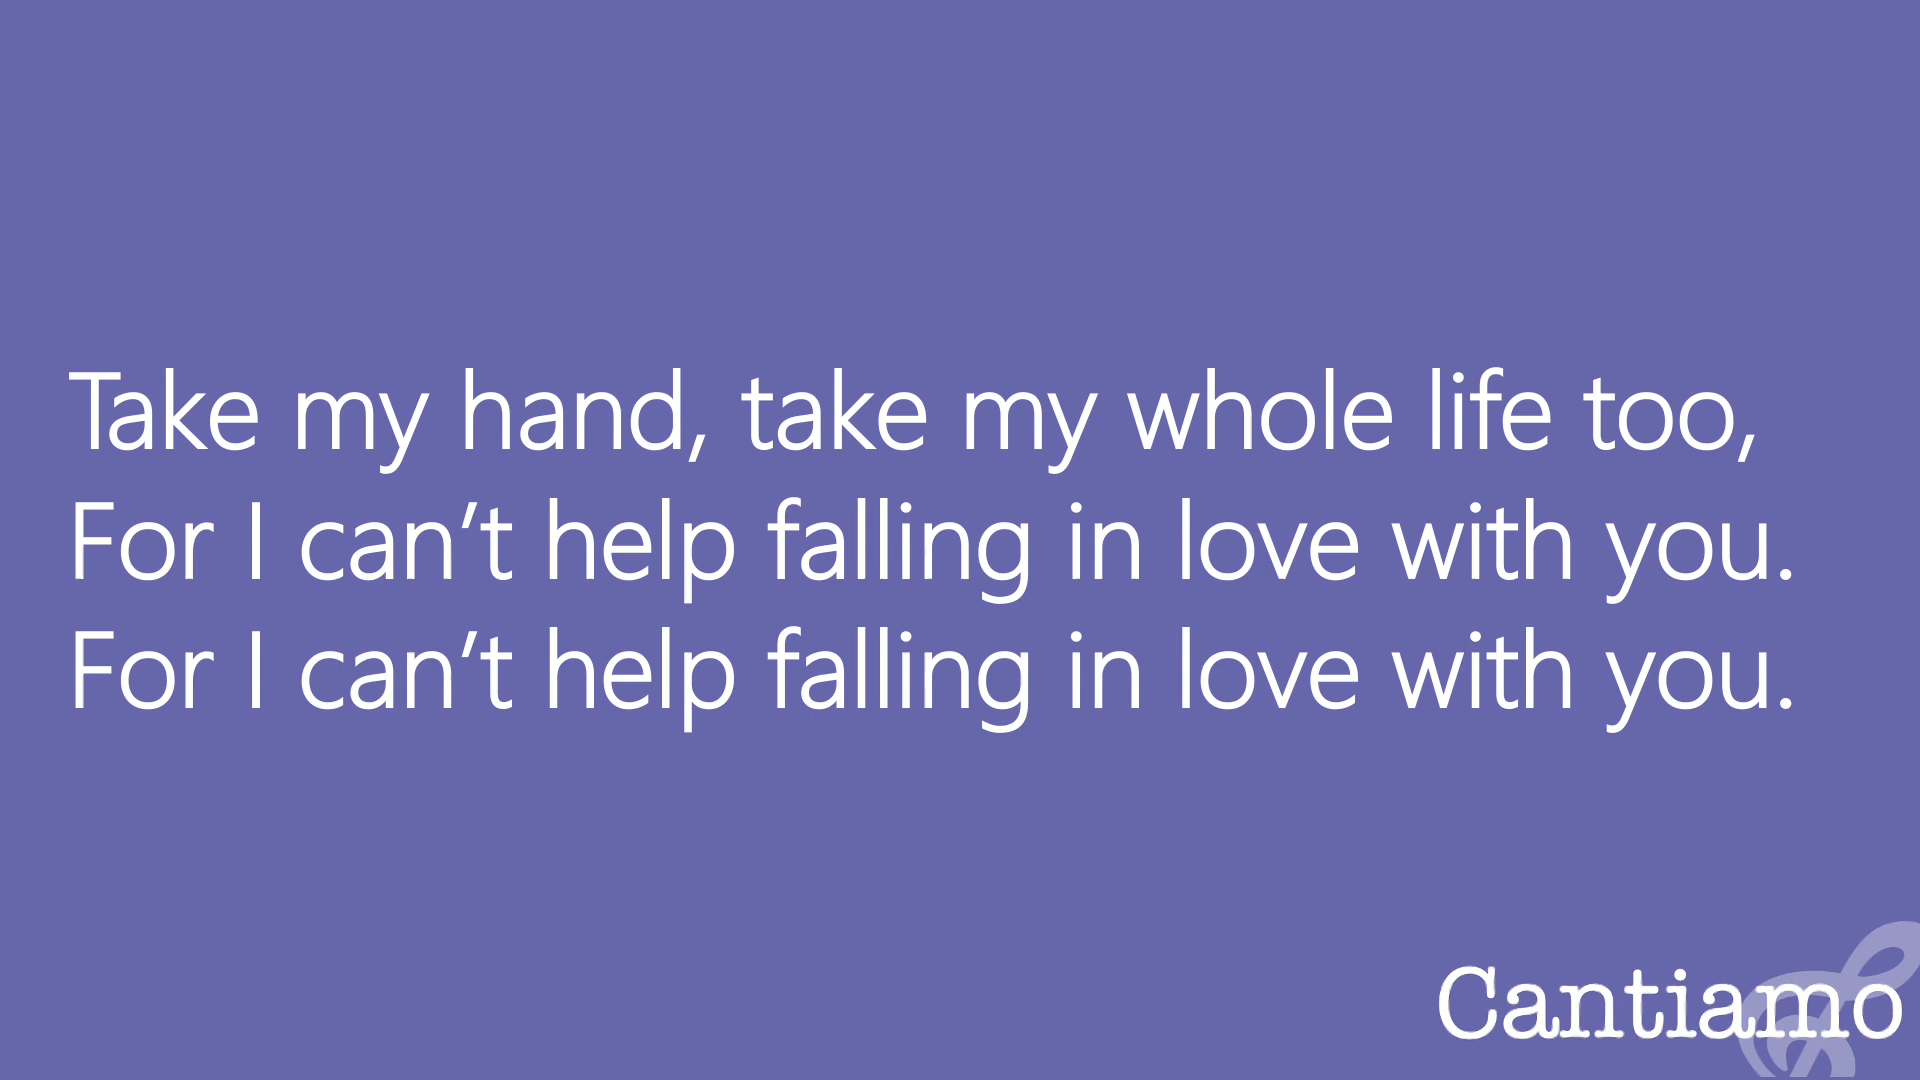 Take my hand, take my whole life too,
For I can’t help falling in love with you.
For I can’t help falling in love with you.
Cantiamo